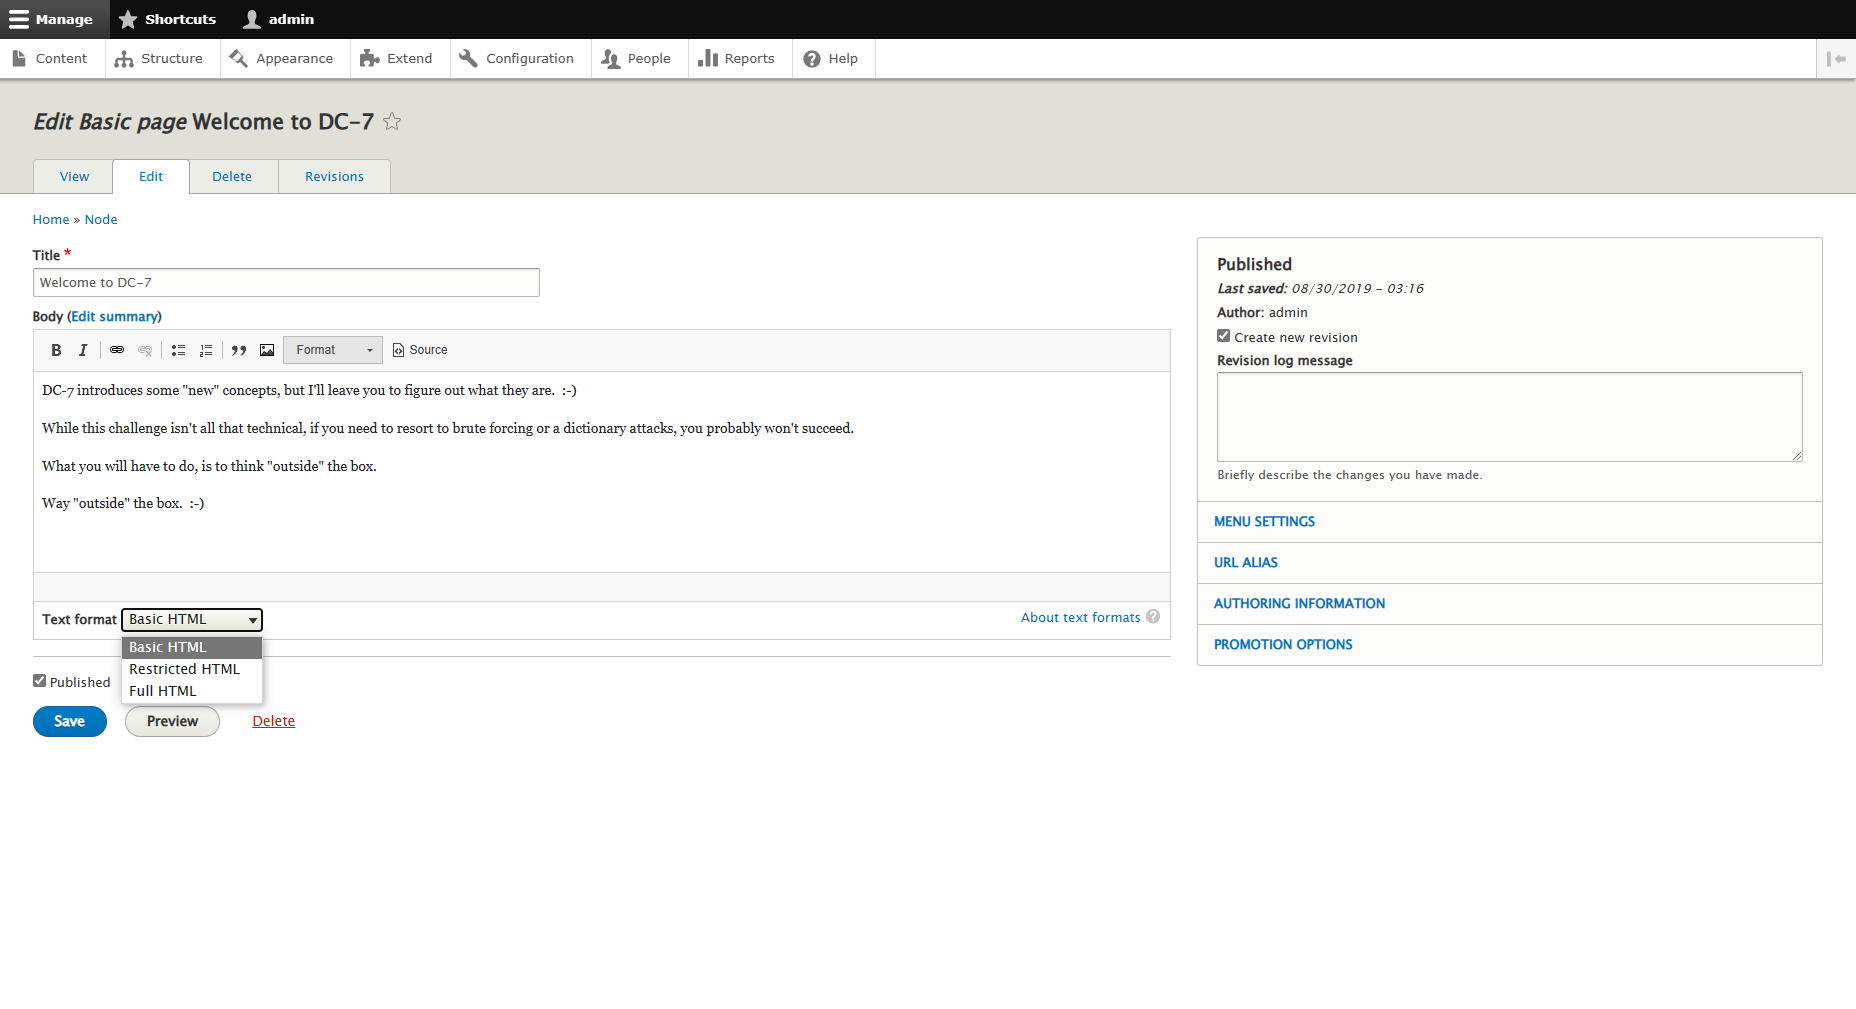 Manage Shortcuts admin
Content Structure Appearance Extend Configuration People Reports Help
Edit Basic page Welcome to DC-7
View Edit Delete Revisions
Home » Node
Title *
Welcome to DC-7
Body (Edit summary)
B I Format Source
DC-7 introduces some "new" concepts, but I'll leave you to figure out what they are.  :-)
While this challenge isn't all that technical, if you need to resort to brute forcing or a dictionary attacks, you probably won't succeed.
What you will have to do, is to think "outside" the box.
Way "outside" the box.  :-)
Text format Basic HTML
About text formats ?
Basic HTML
Restricted HTML
Full HTML
Published
Save Preview Delete
Published
Last saved: 08/30/2019 - 03:16
Author: admin
Create new revision
Revision log message
Briefly describe the changes you have made.
MENU SETTINGS
URL ALIAS
AUTHORING INFORMATION
PROMOTION OPTIONS